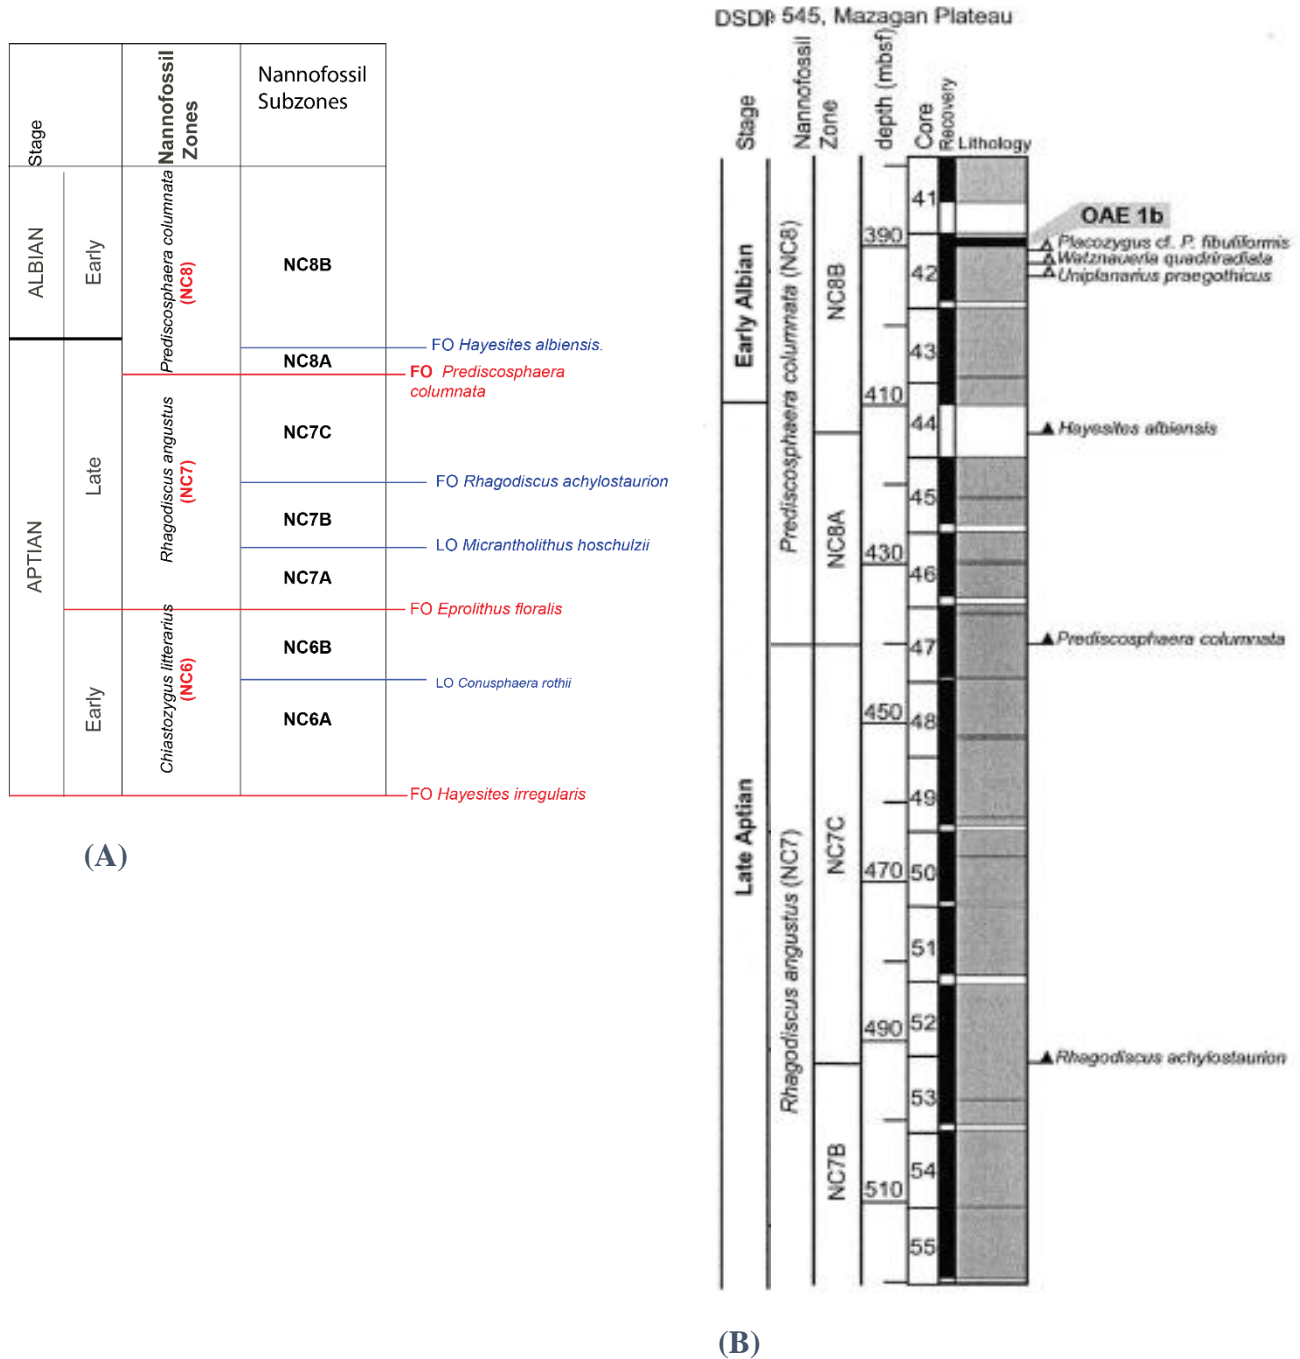 Stage
Nannofossil
Zones
Nannofossil
Subzones
ALBIAN
Early
Prediscosphaera columnata
(NC8)
NC8B
FO Hayesites albiensis.
NC8A
FO Prediscosphaera
columnata
APTIAN
Late
Rhagodiscus angustus
(NC7)
NC7C
FO Rhagodiscus achylostaurion
NC7B
LO Micrantholithus hoschulzii
NC7A
FO Eprolithus floralis
Early
Chiastozygus litterarius
(NC6)
NC6B
LO Conusphaera rothii
NC6A
FO Hayesites irregularis
(A)
DSDP 545, Mazagan Plateau
Stage
Nannofossil
Zone
depth (mbsf)
Core
Recovery
Lithology
Early Albian
Late Aptian
Prediscosphaera columnata (NC8)
Rhagodiscus angustus (NC7)
NC8B
NC8A
NC7C
NC7B
390
410
430
450
470
490
510
41
42
43
44
45
46
47
48
49
50
51
52
53
54
55
OAE 1b
Placozygus cf. P. fibuliformis
Watznaueria quadriradiata
Uniplanarius praegothicus
Hayesites albiensis
Prediscosphaera columnata
Rhagodiscus achylostaurion
(B)